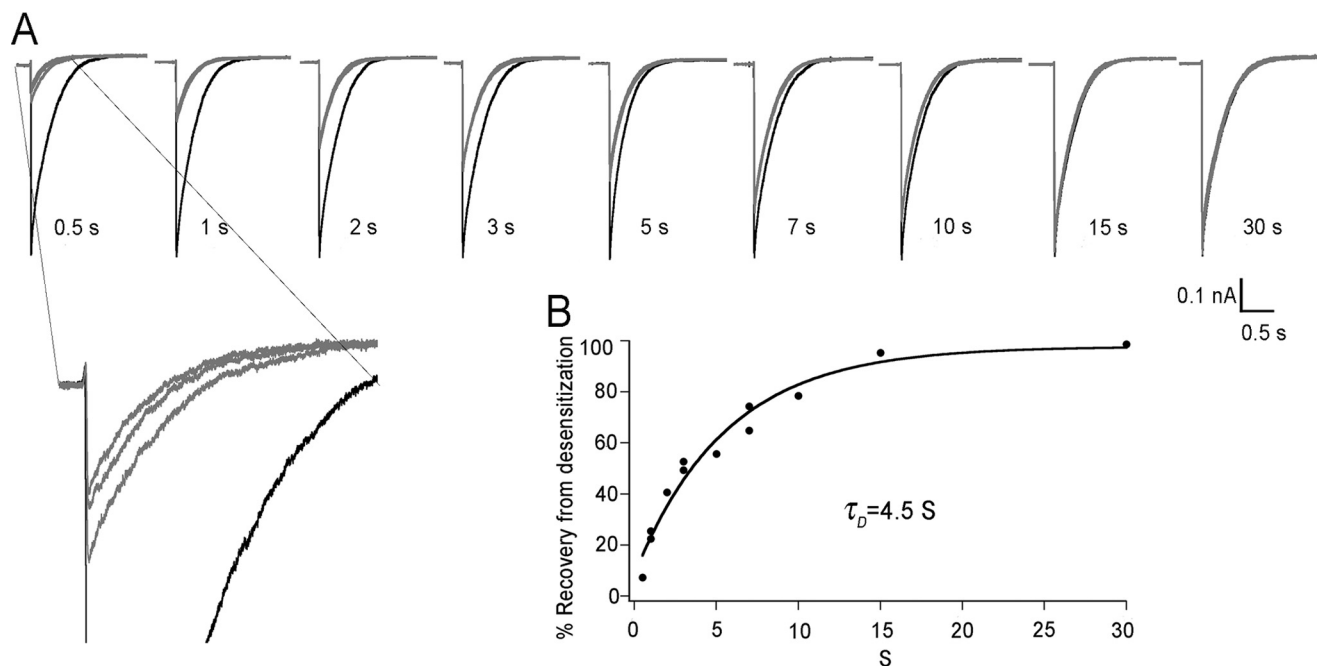 A
0.5 s 1 s 2 s 3 s 5 s 7 s 10 s 15 s 30 s
0.1 nA
0.5 s
B
% Recovery from desensitization
100
80
60
40
20
0
τD=4.5 S
0 5 10 15 20 25 30
S